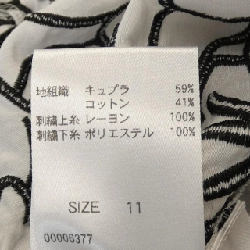 地組織 キュプラ 59%
コットン 41%
刺繍上糸 レーヨン 100%
刺繍下糸 ポリエステル 100%
SIZE 11
00006377